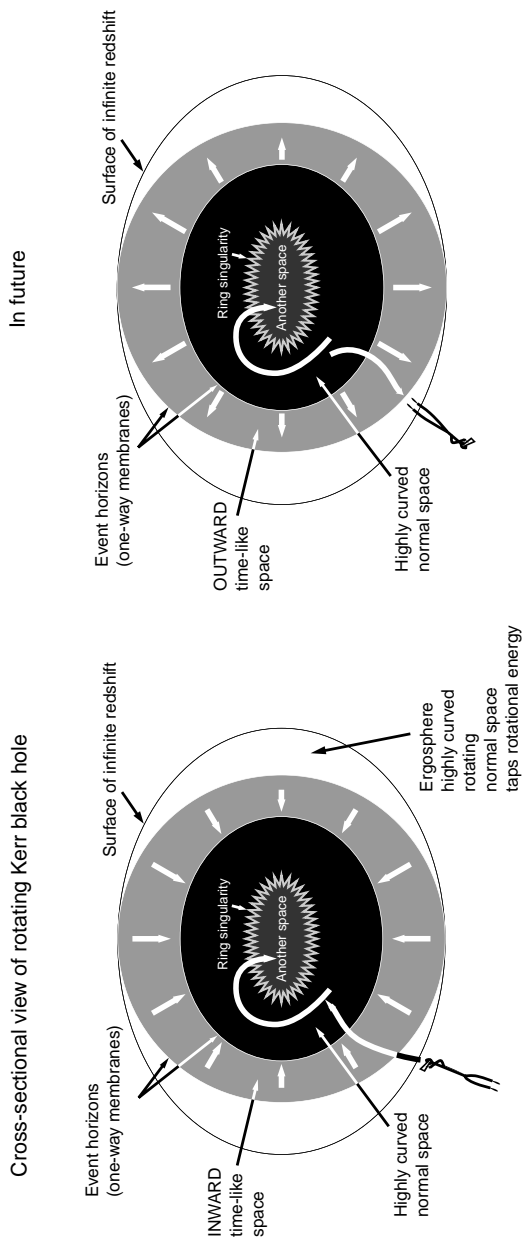 Cross-sectional view of rotating Kerr black hole
Event horizons
(one-way membranes)
Surface of infinite redshift
Ring singularity
Another space
INWARD
time-like
space
Highly curved
normal space
Ergosphere
highly curved
rotating
normal space
taps rotational energy
In future
Event horizons
(one-way membranes)
Surface of infinite redshift
Ring singularity
Another space
OUTWARD
time-like
space
Highly curved
normal space